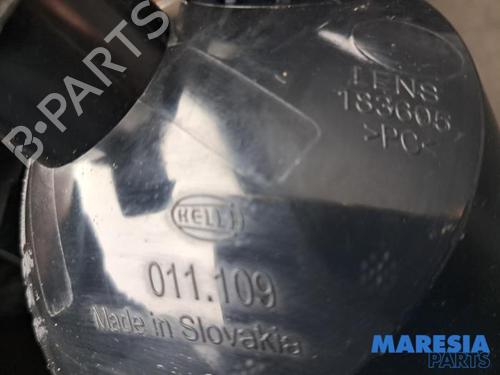 B-PARTS
LENS
183605
>PC<
HELLA
011.109
Made in Slovakia
MARESIA
PARTS